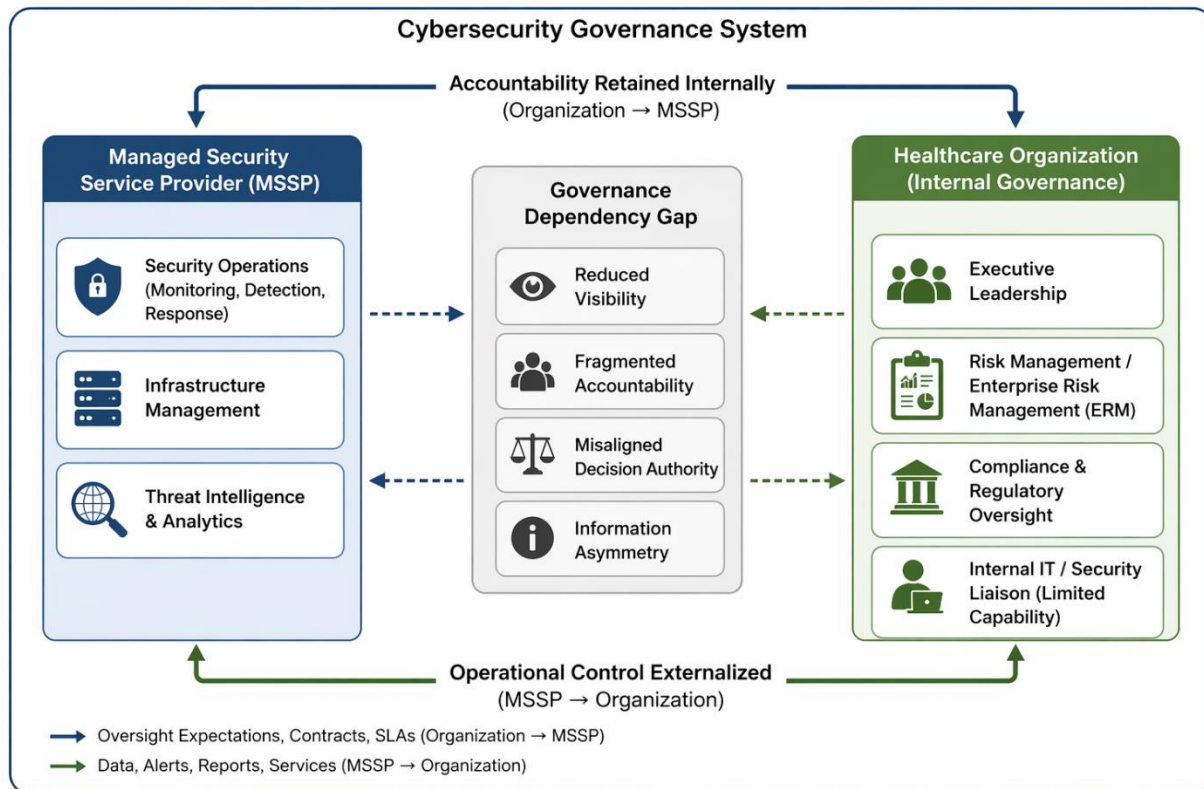 Cybersecurity Governance System
Accountability Retained Internally
(Organization → MSSP)
Managed Security
Service Provider (MSSP)
Security Operations
(Monitoring, Detection,
Response)
Infrastructure
Management
Threat Intelligence
& Analytics
Governance
Dependency Gap
Reduced
Visibility
Fragmented
Accountability
Misaligned
Decision Authority
Information
Asymmetry
Healthcare Organization
(Internal Governance)
Executive
Leadership
Risk Management /
Enterprise Risk
Management (ERM)
Compliance &
Regulatory
Oversight
Internal IT / Security
Liaison (Limited
Capability)
Operational Control Externalized
(MSSP → Organization)
Oversight Expectations, Contracts, SLAs (Organization → MSSP)
Data, Alerts, Reports, Services (MSSP → Organization)